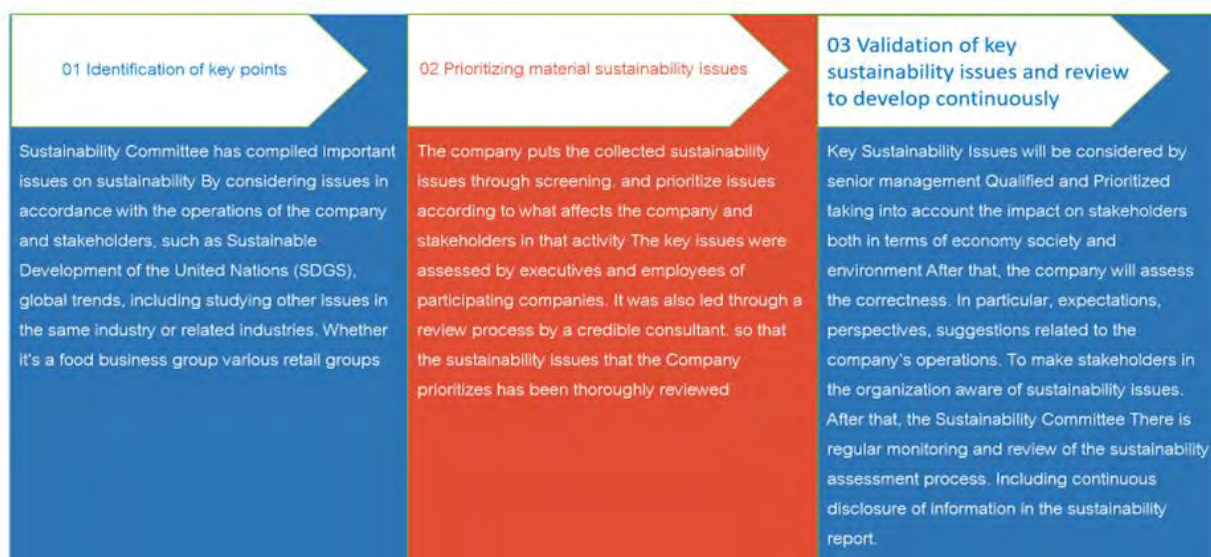 01 Identification of key points
Sustainability Committee has compiled important
issues on sustainability By considering issues in
accordance with the operations of the company
and stakeholders, such as Sustainable
Development of the United Nations (SDGS),
global trends, including studying other issues in
the same industry or related industries. Whether
it's a food business group various retail groups
02 Prioritizing material sustainability issues
The company puts the collected sustainability
issues through screening. and prioritize issues
according to what affects the company and
stakeholders in that activity The key issues were
assessed by executives and employees of
participating companies. It was also led through a
review process by a credible consultant. so that
the sustainability issues that the Company
prioritizes has been thoroughly reviewed
03 Validation of key
sustainability issues and review
to develop continuously
Key Sustainability Issues will be considered by
senior management Qualified and Prioritized
taking into account the impact on stakeholders
both in terms of economy society and
environment After that, the company will assess
the correctness. In particular, expectations,
perspectives, suggestions related to the
company's operations. To make stakeholders in
the organization aware of sustainability issues.
After that, the Sustainability Committee There is
regular monitoring and review of the sustainability
assessment process. Including continuous
disclosure of information in the sustainability
report.